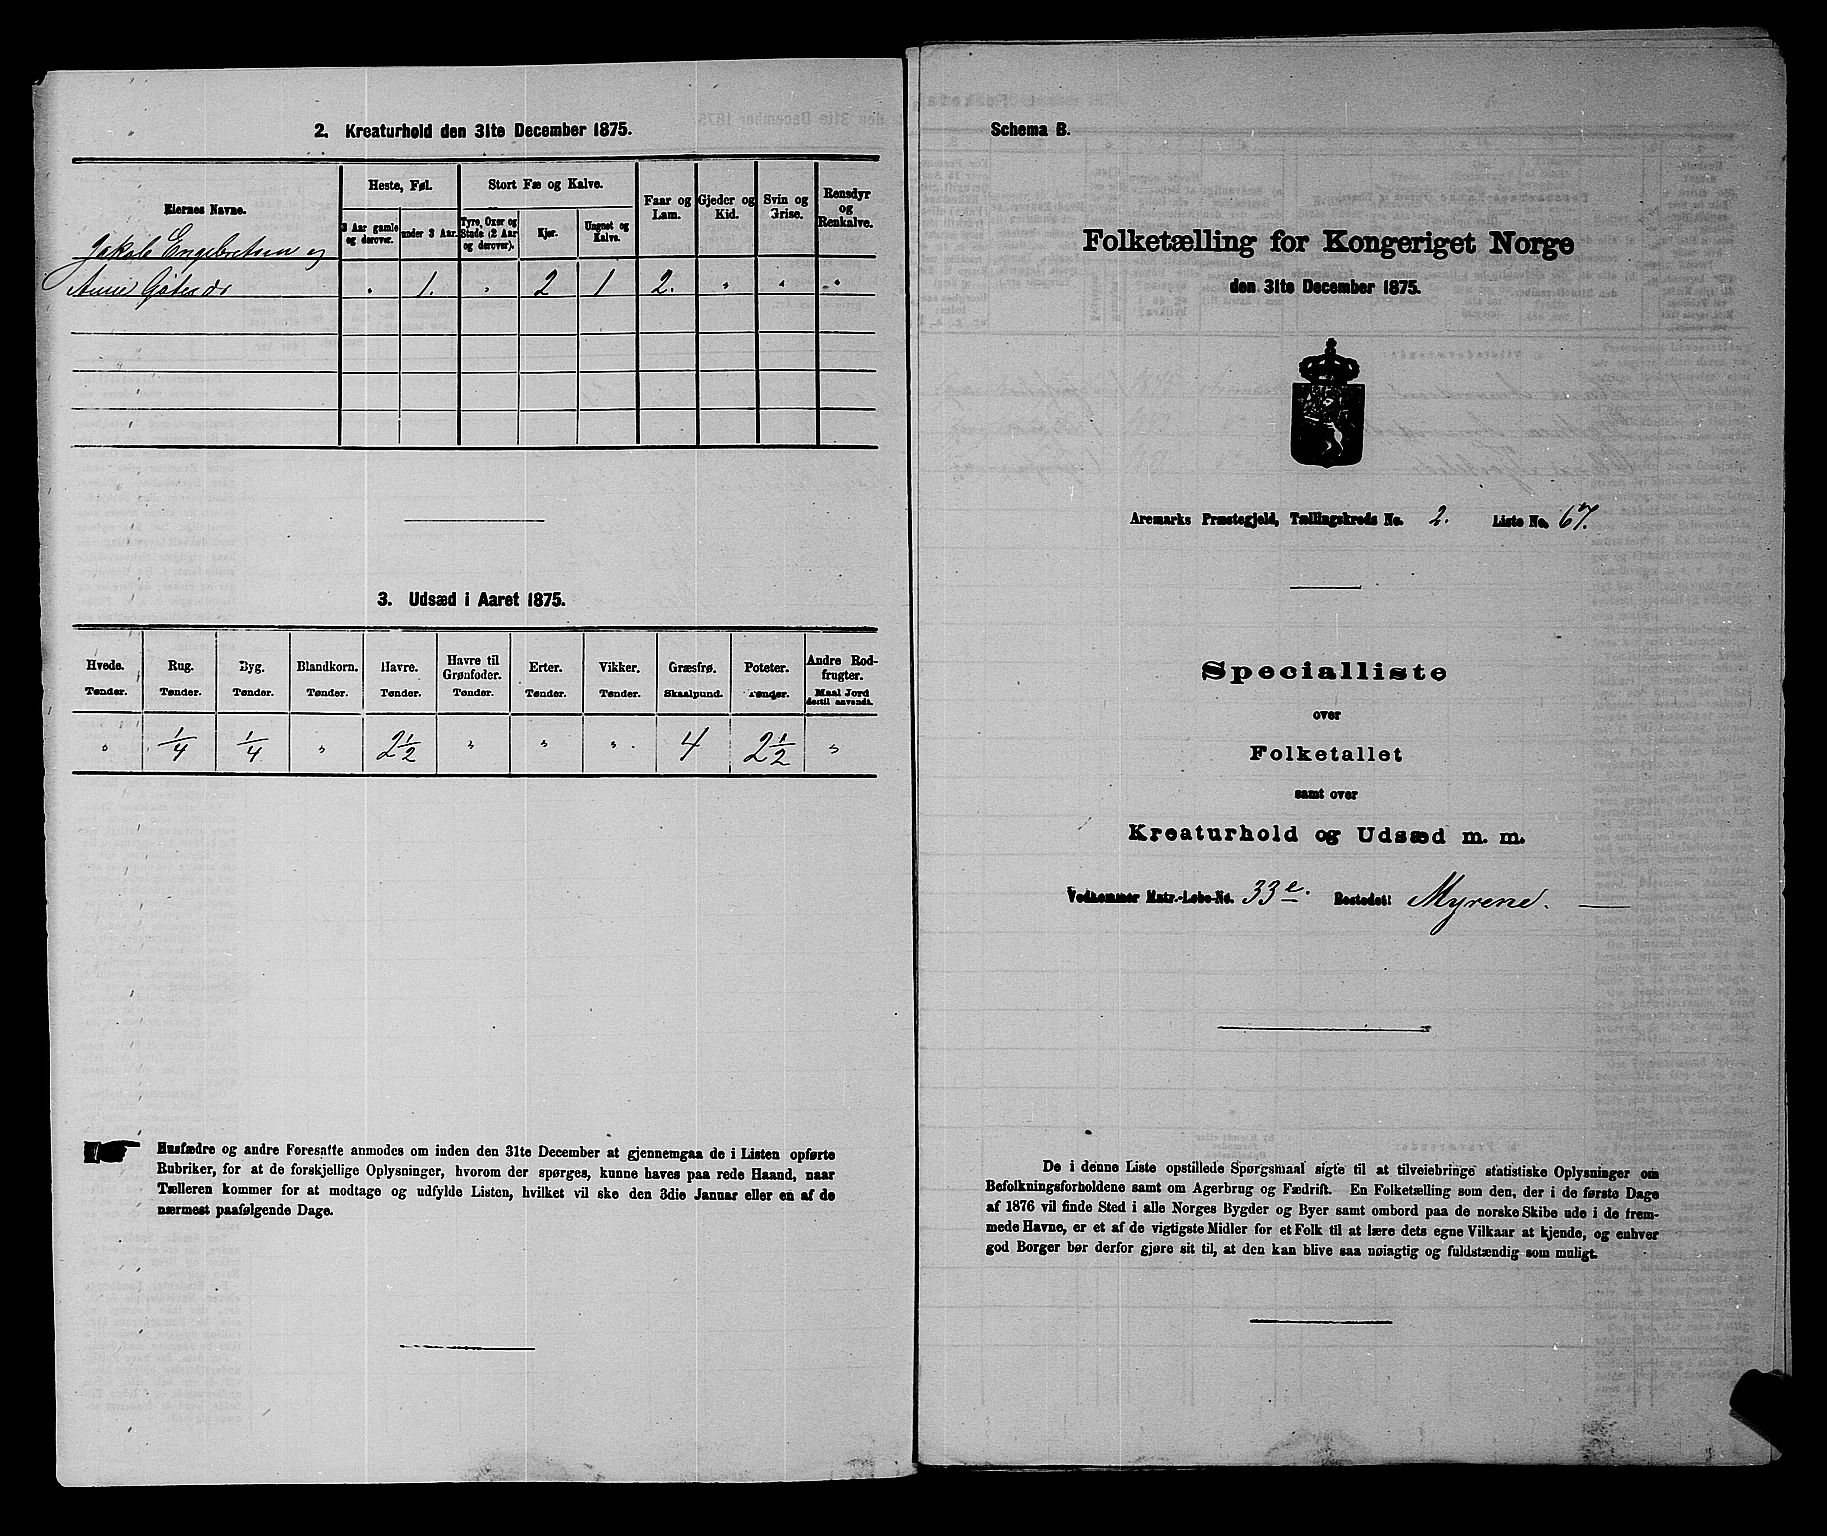 2. Kreaturhold den 31te December 1875.
Eiernes Navne.
Heste, Føl.
Stort Fæ og Kalve.
Faar og Lam.
Gjeder og Kid.
Svin og Grise.
Rensdyr og Renkalve.
3 Aar gamle og derover.
under 3 Aar.
Tyre, Oxer og Stude (2 Aar og derover).
Kjør.
Ungnet og Kalve.
Jakob Engebretsen og
Anne
" 1. " 2 1 2. " " "
3. Udsæd i Aaret 1875.
Hvede. Rug. Byg. Blandkorn. Havre. Havre til Grønfoder. Erter. Vikker. Græsfrø. Poteter. Andre Rodfrugter.
Tønder. Tønder. Tønder. Tønder. Tønder. Tønder. Tønder. Tønder. Skaalpund. Tønder. Maal Jord dertil anvendt.
" 1/4 1/4 " 2 1/2 " " " 4 2 1/2 "
Husfædre og andre Foresatte anmodes om inden den 31te December at gjennemgaa de i Listen opførte
Rubriker, for at de forskjellige Oplysninger, hvorom der spørges, kunne haves paa rede Haand, naar
Tælleren kommer for at modtage og udfylde Listen, hvilket vil ske den 3die Januar eller en af de
nærmest paafølgende Dage.
Schema B.
Folketælling for Kongeriget Norge
den 31te December 1875.
Aremarks Præstegjeld, Tællingskreds No. 2. Liste No. 67.
Specialliste
over
Folketallet
samt over
Kreaturhold og Udsæd m. m.
Vedkommer Matr.-Løbe-No. 33e. Bostedet: Myrene.
De i denne Liste opstillede Spørgsmaal sigte til at tilveiebringe statistiske Oplysninger om
Befolkningsforholdene samt om Agerbrug og Fædrift. En Folketælling som den, der i de første Dage
af 1876 vil finde Sted i alle Norges Bygder og Byer samt ombord paa de norske Skibe ude i de frem-
mede Havne, er et af de vigtigste Midler for et Folk til at lære dets egne Vilkaar at kjende, og enhver
god Borger bør derfor gjøre sit til, at den kan blive saa nøiagtig og fuldstændig som muligt.